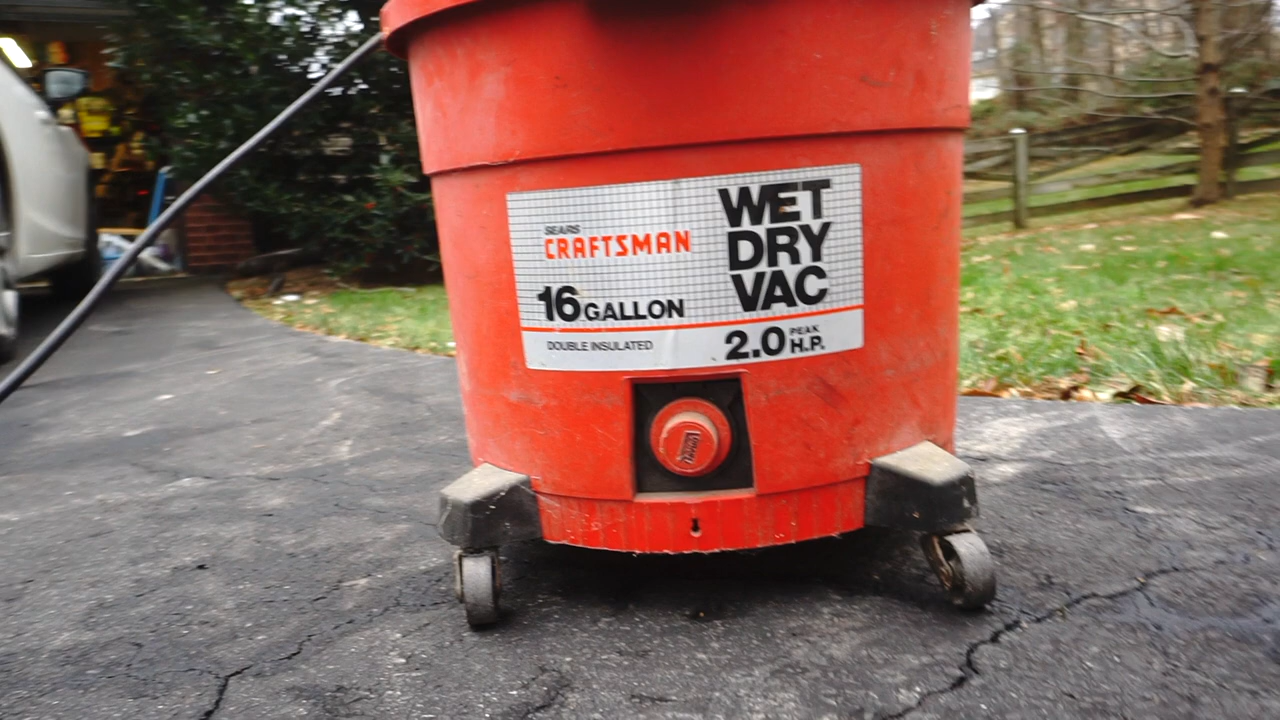 SEARS
CRAFTSMAN
WET
DRY
VAC
16 GALLON
DOUBLE INSULATED
2.0 PEAK H.P.